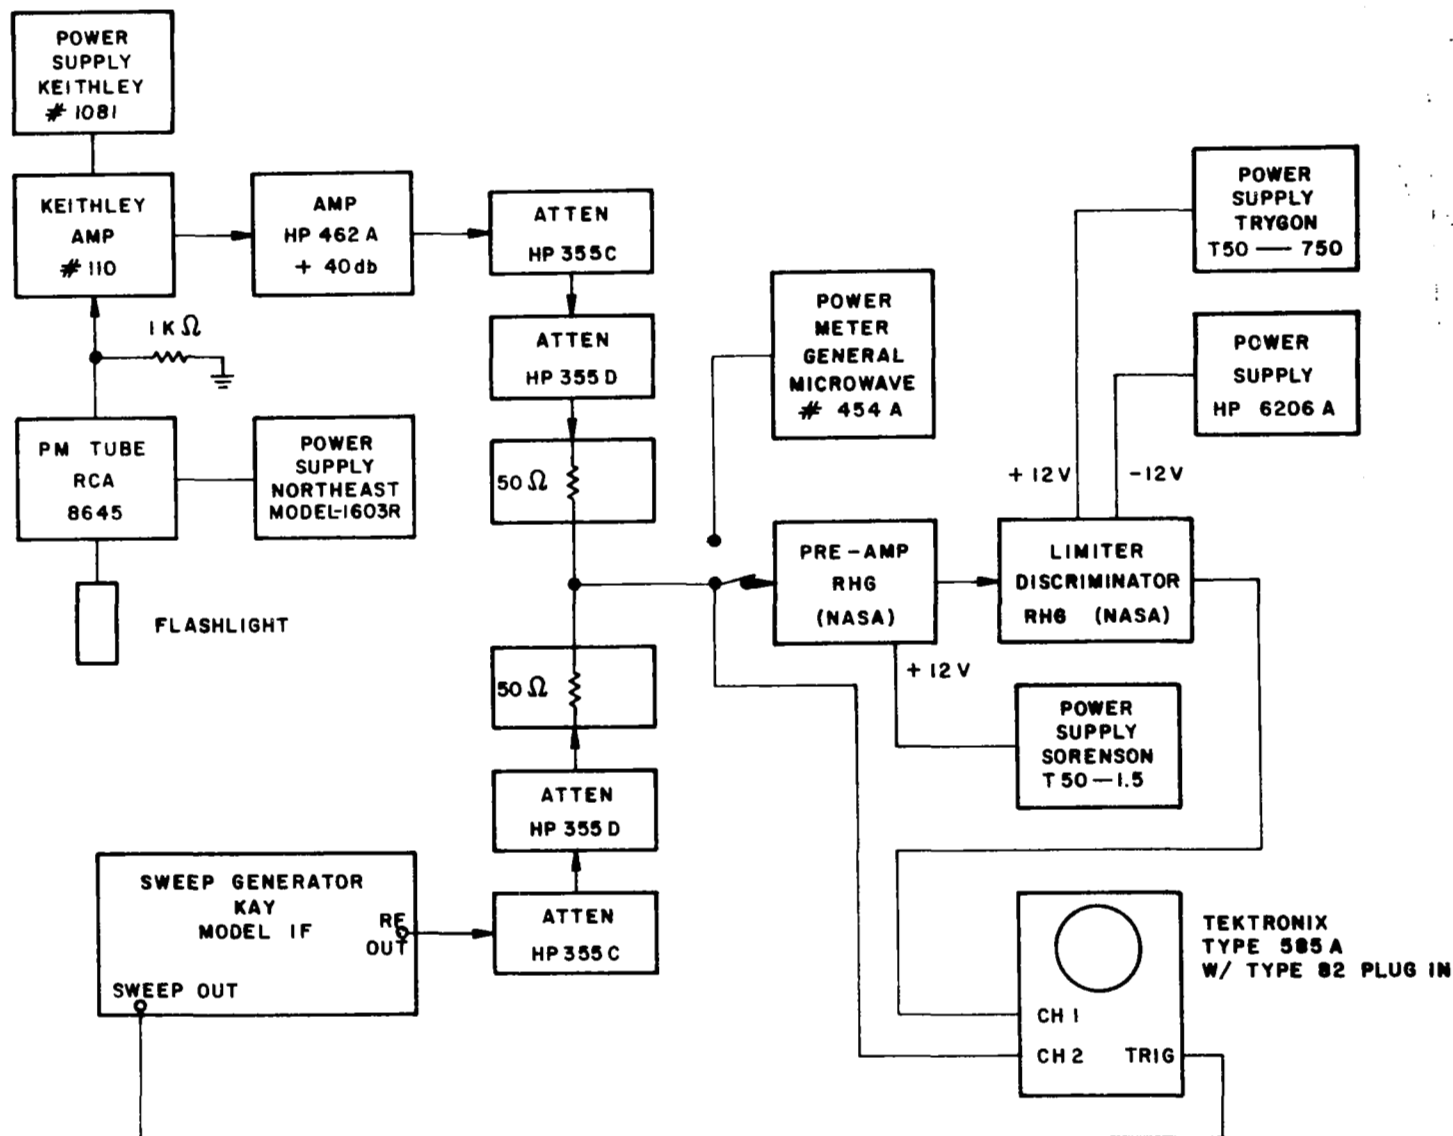 POWER
SUPPLY
KEITHLEY
# 1081
KEITHLEY
AMP
# 110
AMP
HP 462 A
+ 40db
ATTEN
HP 355C
1 K Ω
ATTEN
HP 355 D
PM TUBE
RCA
8645
POWER
SUPPLY
NORTHEAST
MODEL-1603R
50 Ω
FLASHLIGHT
50 Ω
ATTEN
HP 355 D
ATTEN
HP 355 C
SWEEP GENERATOR
KAY
MODEL IF
RF
OUT
SWEEP OUT
POWER
METER
GENERAL
MICROWAVE
# 454 A
POWER
SUPPLY
TRYGON
T50 — 750
POWER
SUPPLY
HP 6206 A
+ 12V
-12V
PRE-AMP
RHG
(NASA)
LIMITER
DISCRIMINATOR
RHG (NASA)
+ 12 V
POWER
SUPPLY
SORENSON
T 50 — 1.5
TEKTRONIX
TYPE 585 A
W/ TYPE 82 PLUG IN
CH 1
CH 2 TRIG